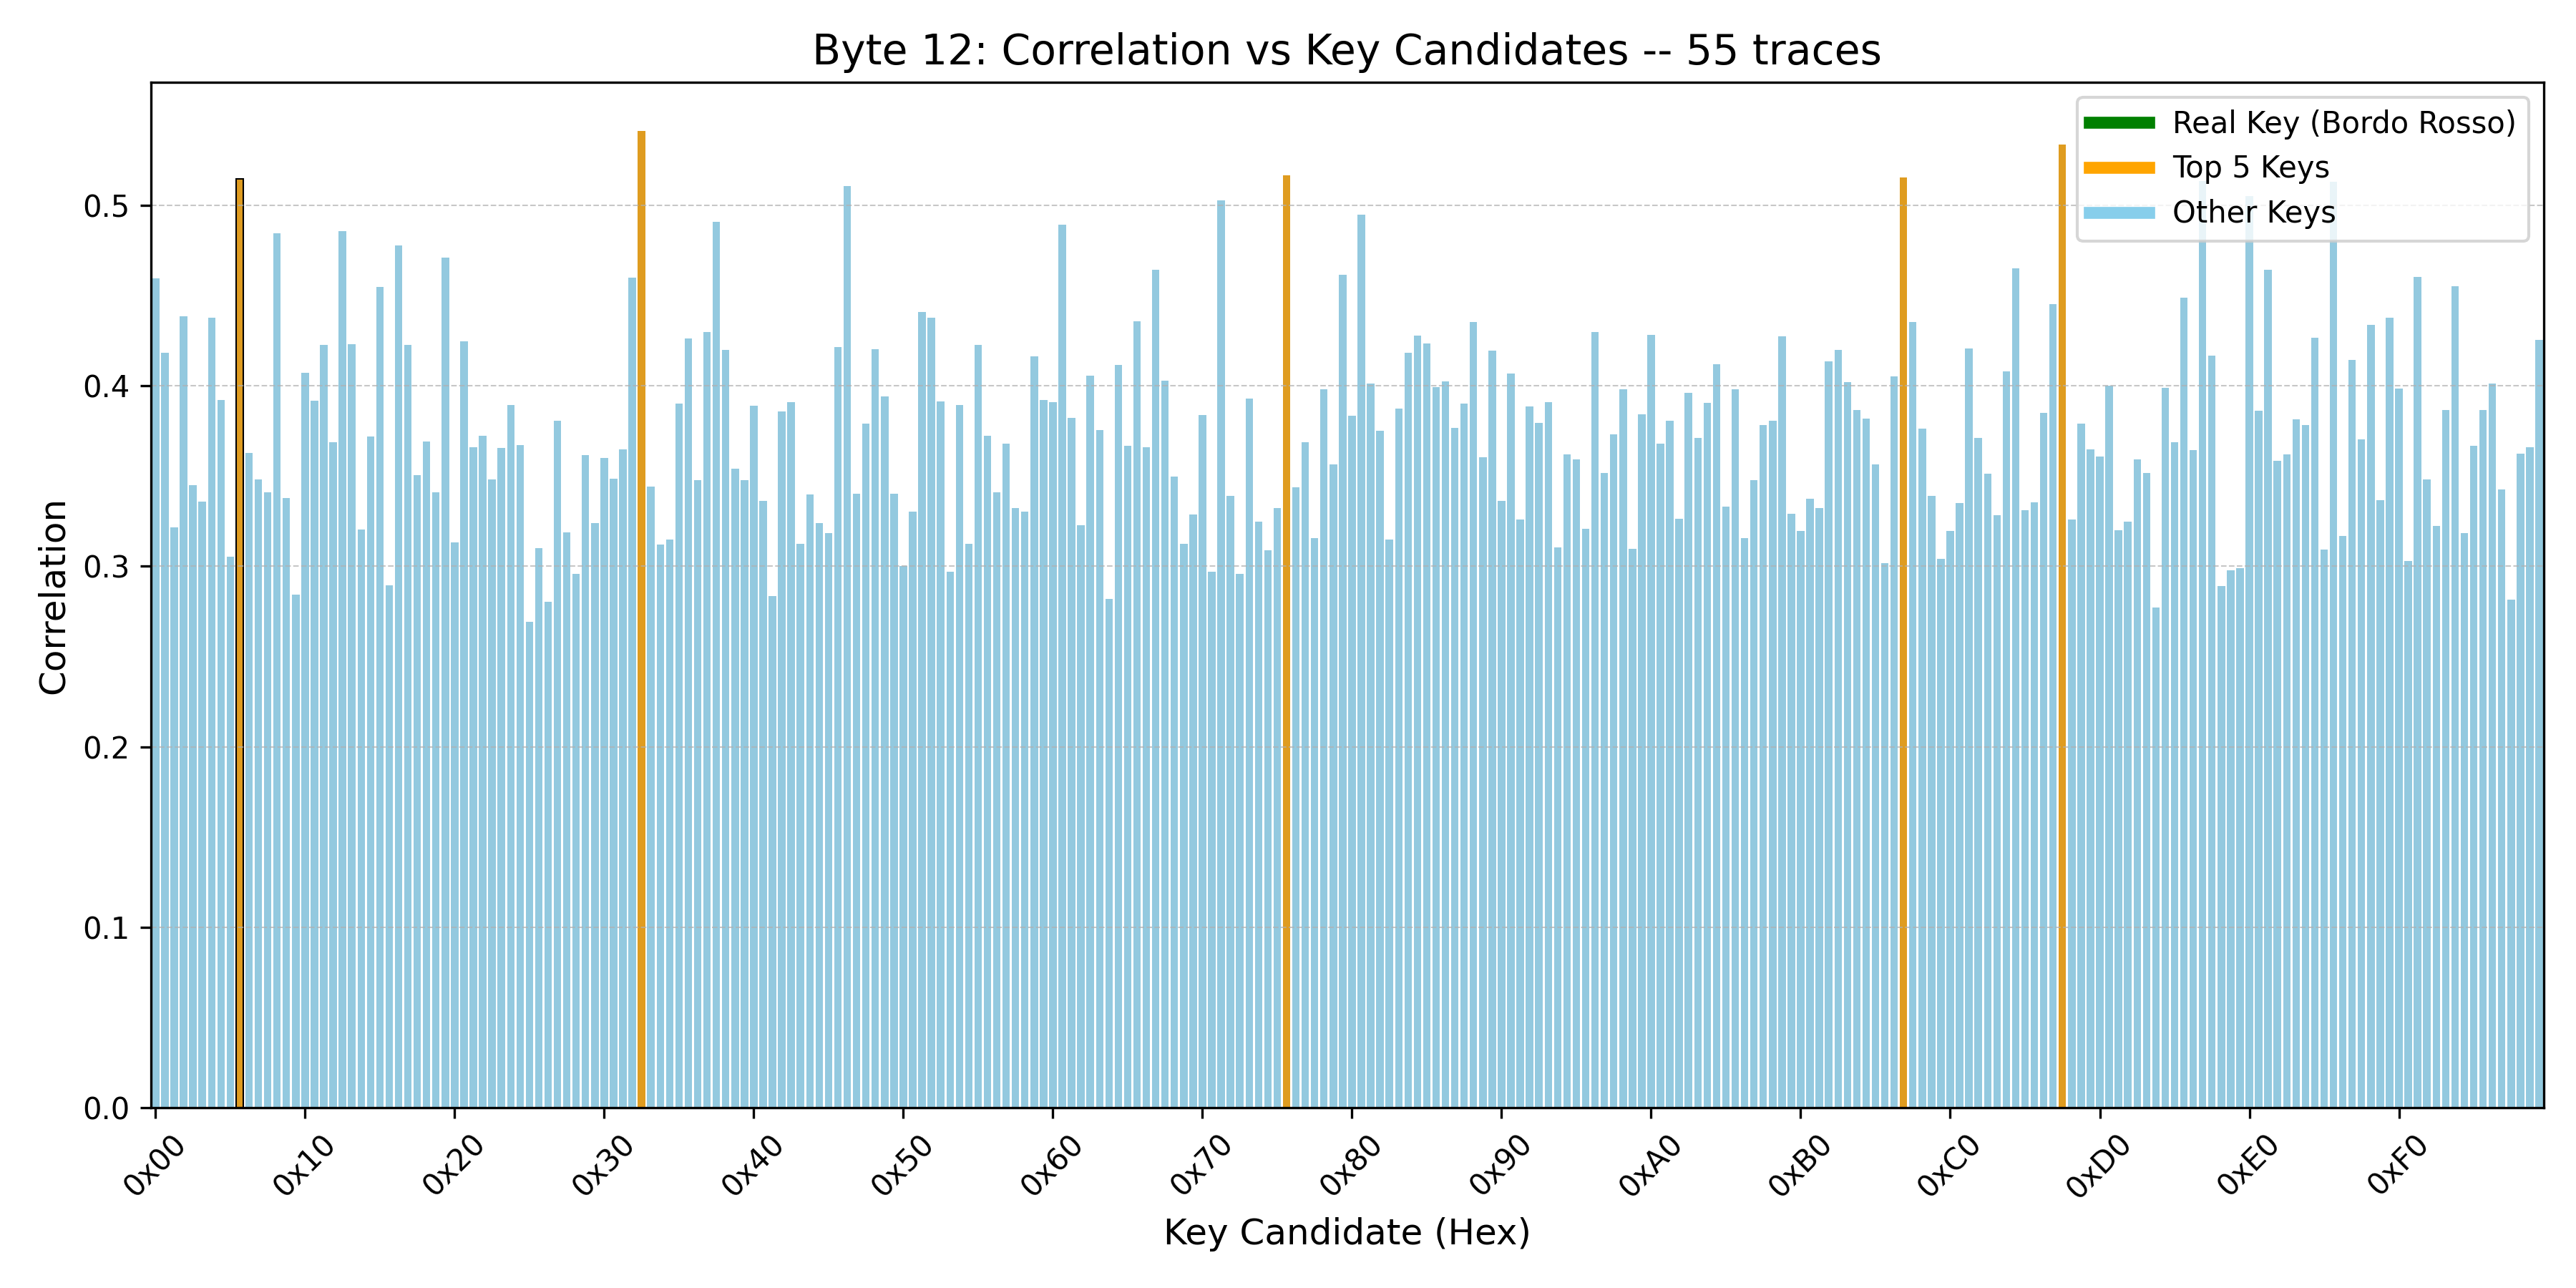 Byte 12: Correlation vs Key Candidates -- 55 traces
Real Key (Bordo Rosso)
Top 5 Keys
Other Keys
Correlation
0.5
0.4
0.3
0.2
0.1
0.0
0x00 0x10 0x20 0x30 0x40 0x50 0x60 0x70 0x80 0x90 0xA0 0xB0 0xC0 0xD0 0xE0 0xF0
Key Candidate (Hex)